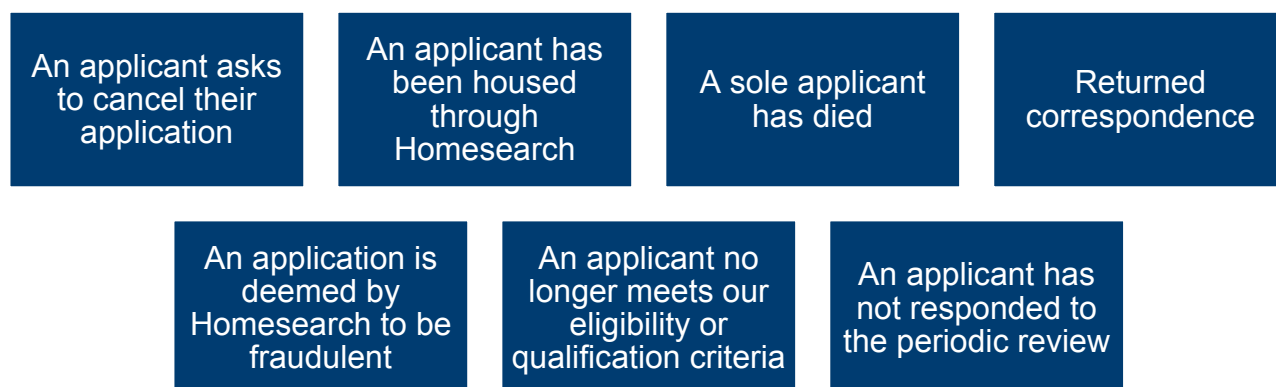 An applicant asks
to cancel their
application
An applicant has
been housed
through
Homesearch
A sole applicant
has died
Returned
correspondence
An application is
deemed by
Homesearch to be
fraudulent
An applicant no
longer meets our
eligibility or
qualification criteria
An applicant has
not responded to
the periodic review